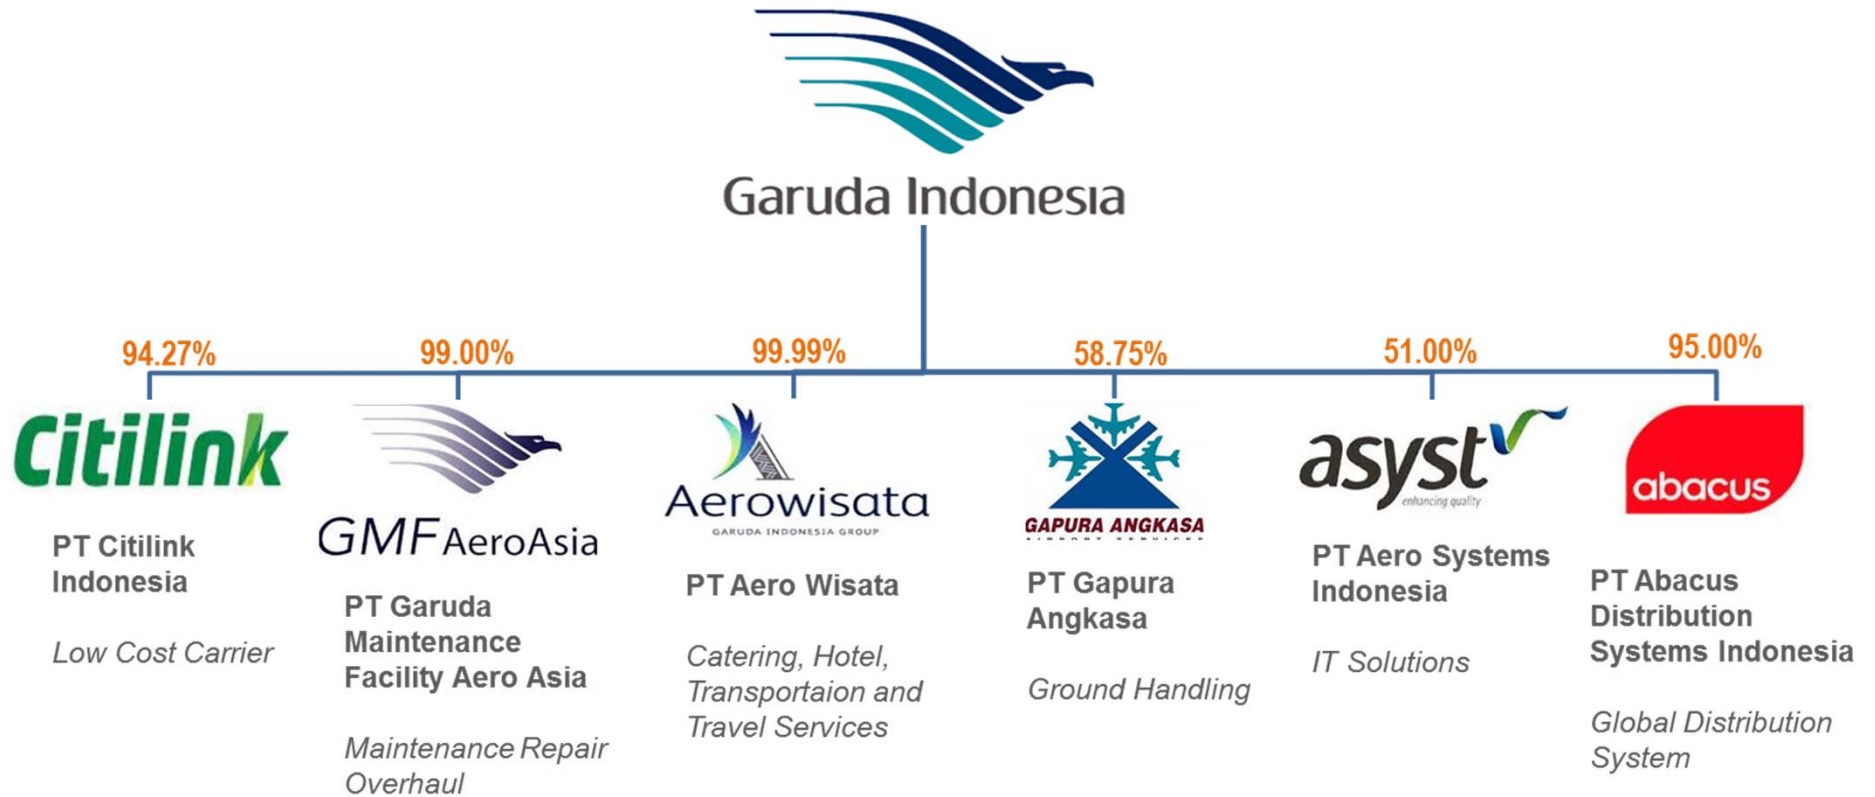 Garuda Indonesia
94.27%
99.00%
99.99%
58.75%
51.00%
95.00%
Citilink
PT Citilink
Indonesia
Low Cost Carrier
GMF AeroAsia
PT Garuda
Maintenance
Facility Aero Asia
Maintenance Repair
Overhaul
Aerowisata
GARUDA INDONESIA GROUP
PT Aero Wisata
Catering, Hotel,
Transportaion and
Travel Services
GAPURA ANGKASA
PT Gapura
Angkasa
Ground Handling
asyst
enhancing quality
PT Aero Systems
Indonesia
IT Solutions
abacus
PT Abacus
Distribution
Systems Indonesia
Global Distribution
System